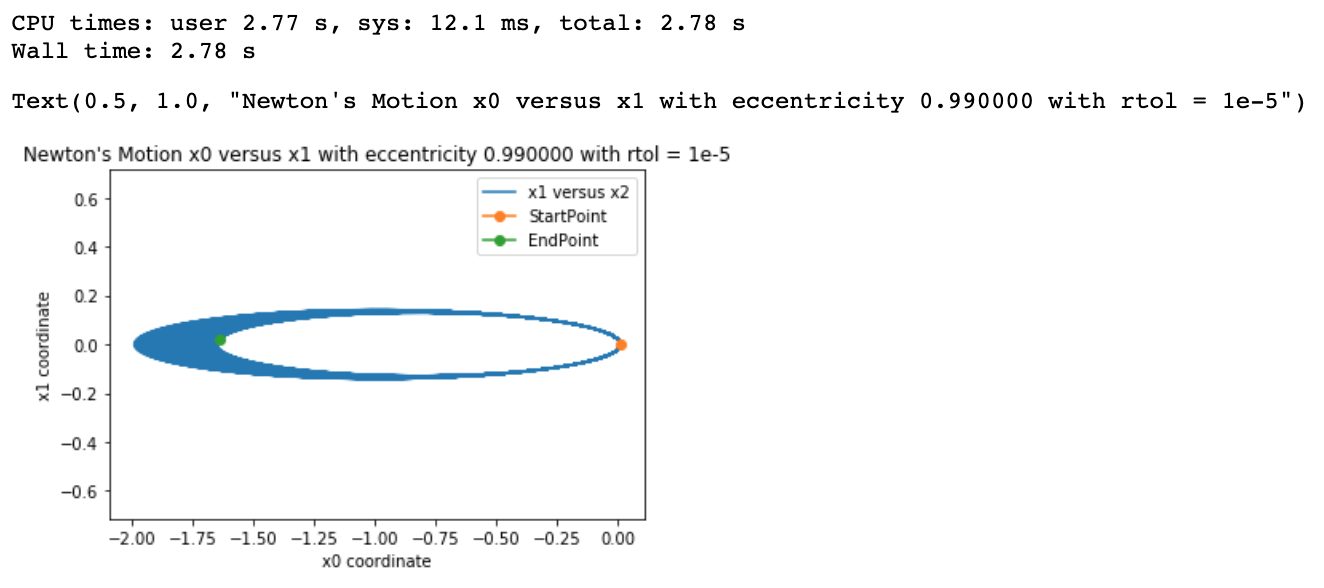 CPU times: user 2.77 s, sys: 12.1 ms, total: 2.78 s
Wall time: 2.78 s
Text(0.5, 1.0, "Newton's Motion x0 versus x1 with eccentricity 0.990000 with rtol = 1e-5")
Newton's Motion x0 versus x1 with eccentricity 0.990000 with rtol = 1e-5
x1 versus x2
StartPoint
EndPoint
0.6
0.4
0.2
0.0
−0.2
−0.4
−0.6
x1 coordinate
−2.00 −1.75 −1.50 −1.25 −1.00 −0.75 −0.50 −0.25 0.00
x0 coordinate